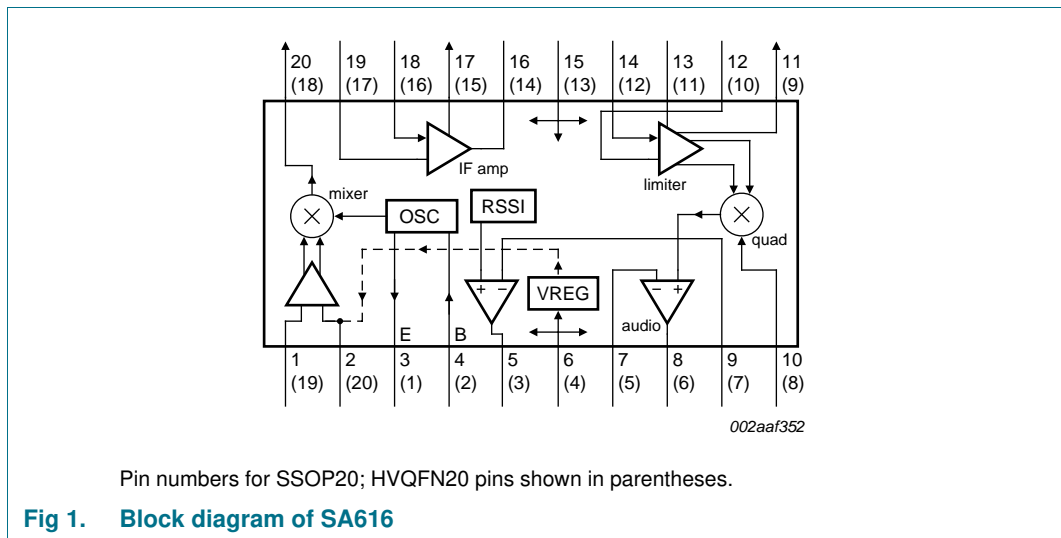 20 19 18 17 16 15 14 13 12 11
(18) (17) (16) (15) (14) (13) (12) (11) (10) (9)
IF amp
limiter
mixer
OSC
RSSI
quad
+ −
VREG
− +
audio
E B
1 2 3 4 5 6 7 8 9 10
(19) (20) (1) (2) (3) (4) (5) (6) (7) (8)
002aaf352
Pin numbers for SSOP20; HVQFN20 pins shown in parentheses.
Fig 1. Block diagram of SA616